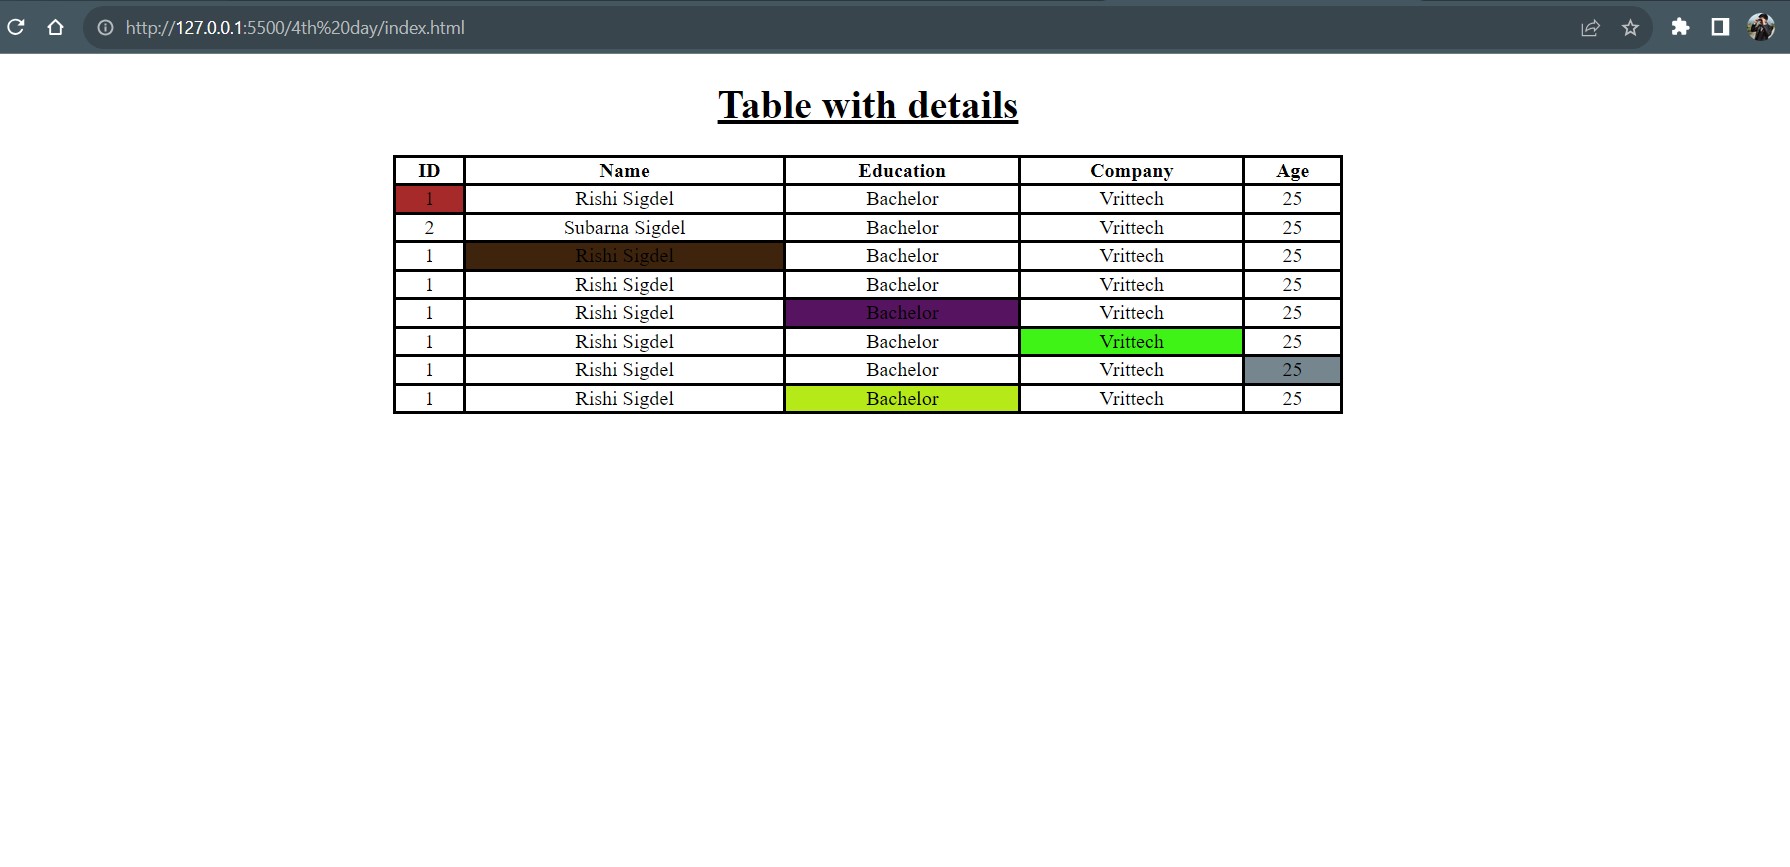 http://127.0.0.1:5500/4th%20day/index.html
Table with details
ID Name Education Company Age
1 Rishi Sigdel Bachelor Vrittech 25
2 Subarna Sigdel Bachelor Vrittech 25
1 Rishi Sigdel Bachelor Vrittech 25
1 Rishi Sigdel Bachelor Vrittech 25
1 Rishi Sigdel Bachelor Vrittech 25
1 Rishi Sigdel Bachelor Vrittech 25
1 Rishi Sigdel Bachelor Vrittech 25
1 Rishi Sigdel Bachelor Vrittech 25